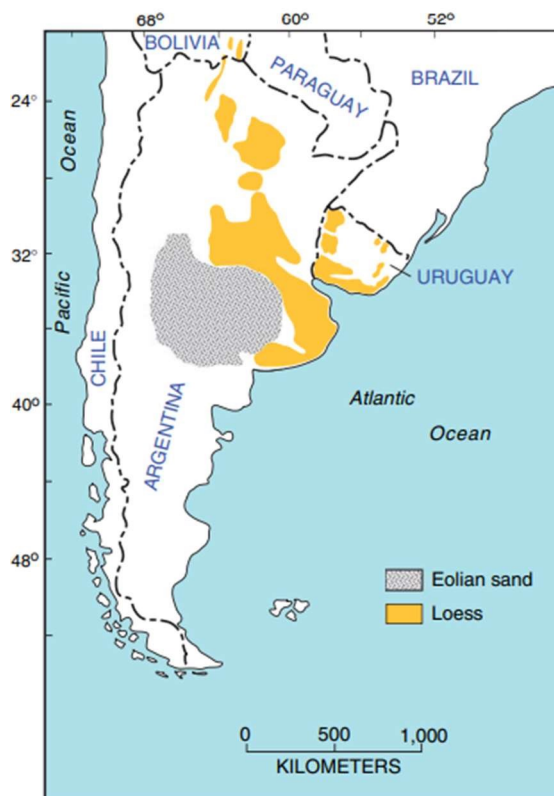 68° 60° 52°
BOLIVIA
PARAGUAY
BRAZIL
24°
Ocean
32°
URUGUAY
Pacific
CHILE
40°
Atlantic
Ocean
ARGENTINA
48°
Eolian sand
Loess
0 500 1,000
KILOMETERS